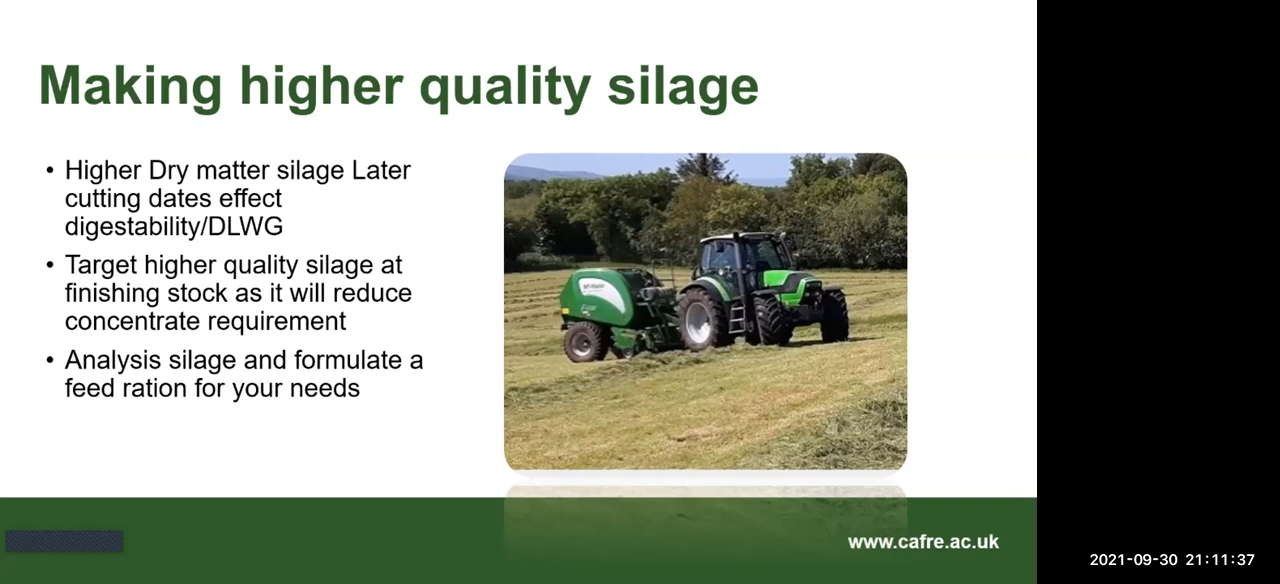 Making higher quality silage
• Higher Dry matter silage Later
cutting dates effect
digestability/DLWG
• Target higher quality silage at
finishing stock as it will reduce
concentrate requirement
• Analysis silage and formulate a
feed ration for your needs
www.cafre.ac.uk
2021-09-30 21:11:37